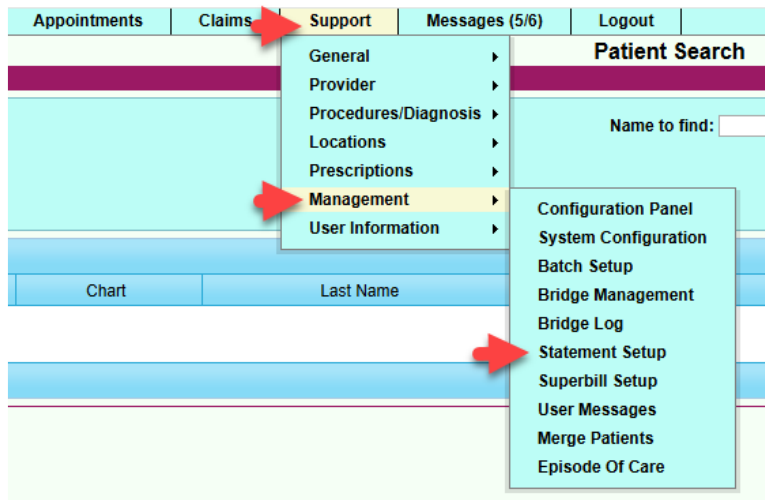 Appointments Claims Support Messages (5/6) Logout
Patient Search
General
Provider
Procedures/Diagnosis
Locations
Prescriptions
Management
User Information
Name to find:
Configuration Panel
System Configuration
Batch Setup
Bridge Management
Bridge Log
Statement Setup
Superbill Setup
User Messages
Merge Patients
Episode Of Care
Chart Last Name